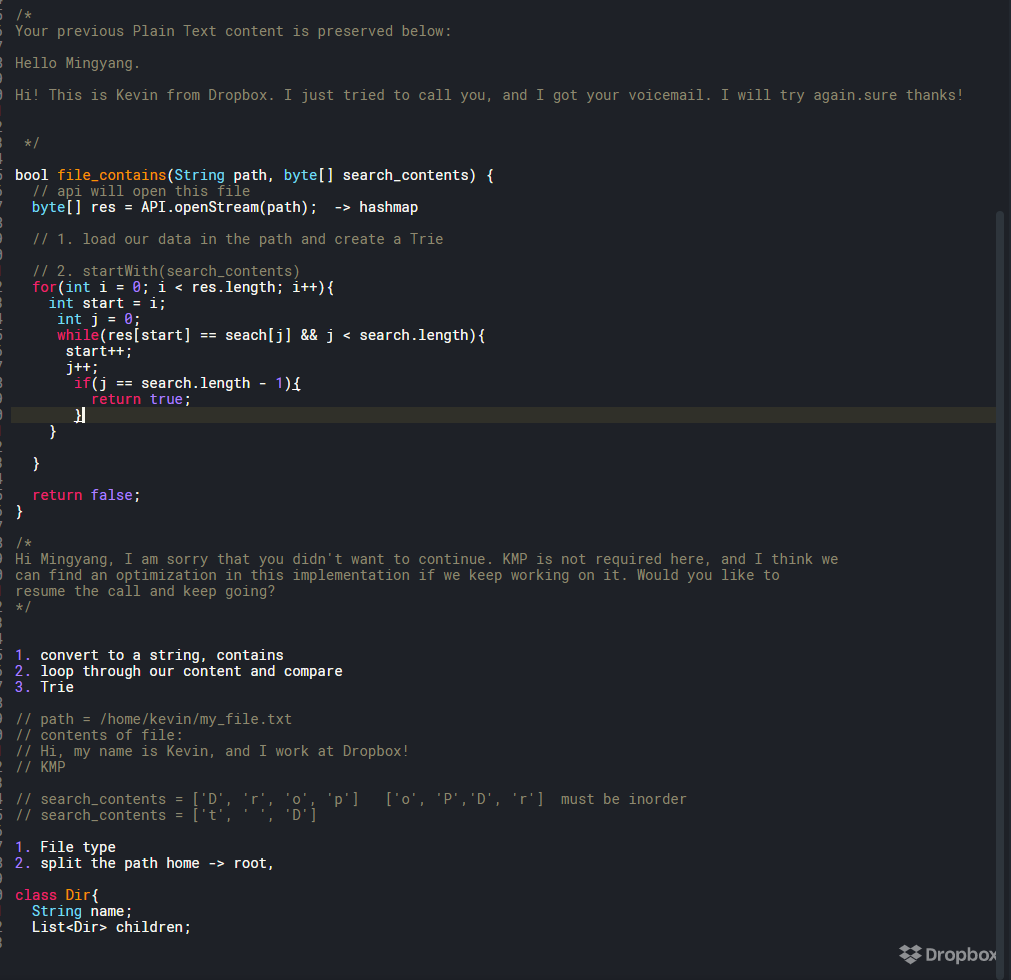 /*
Your previous Plain Text content is preserved below:
Hello Mingyang.
Hi! This is Kevin from Dropbox. I just tried to call you, and I got your voicemail. I will try again.sure thanks!
*/
bool file_contains(String path, byte[] search_contents) {
// api will open this file
byte[] res = API.openStream(path);  -> hashmap
// 1. load our data in the path and create a Trie
// 2. startWith(search_contents)
for(int i = 0; i < res.length; i++){
int start = i;
int j = 0;
while(res[start] == seach[j] && j < search.length){
start++;
j++;
if(j == search.length - 1){
return true;
}
}
}
return false;
}
/*
Hi Mingyang, I am sorry that you didn't want to continue. KMP is not required here, and I think we
can find an optimization in this implementation if we keep working on it. Would you like to
resume the call and keep going?
*/
1. convert to a string, contains
2. loop through our content and compare
3. Trie
// path = /home/kevin/my_file.txt
// contents of file:
// Hi, my name is Kevin, and I work at Dropbox!
// KMP
// search_contents = ['D', 'r', 'o', 'p']   ['o', 'P','D', 'r']  must be inorder
// search_contents = ['t', ' ', 'D']
1. File type
2. split the path home -> root,
class Dir{
String name;
List<Dir> children;
Dropbox